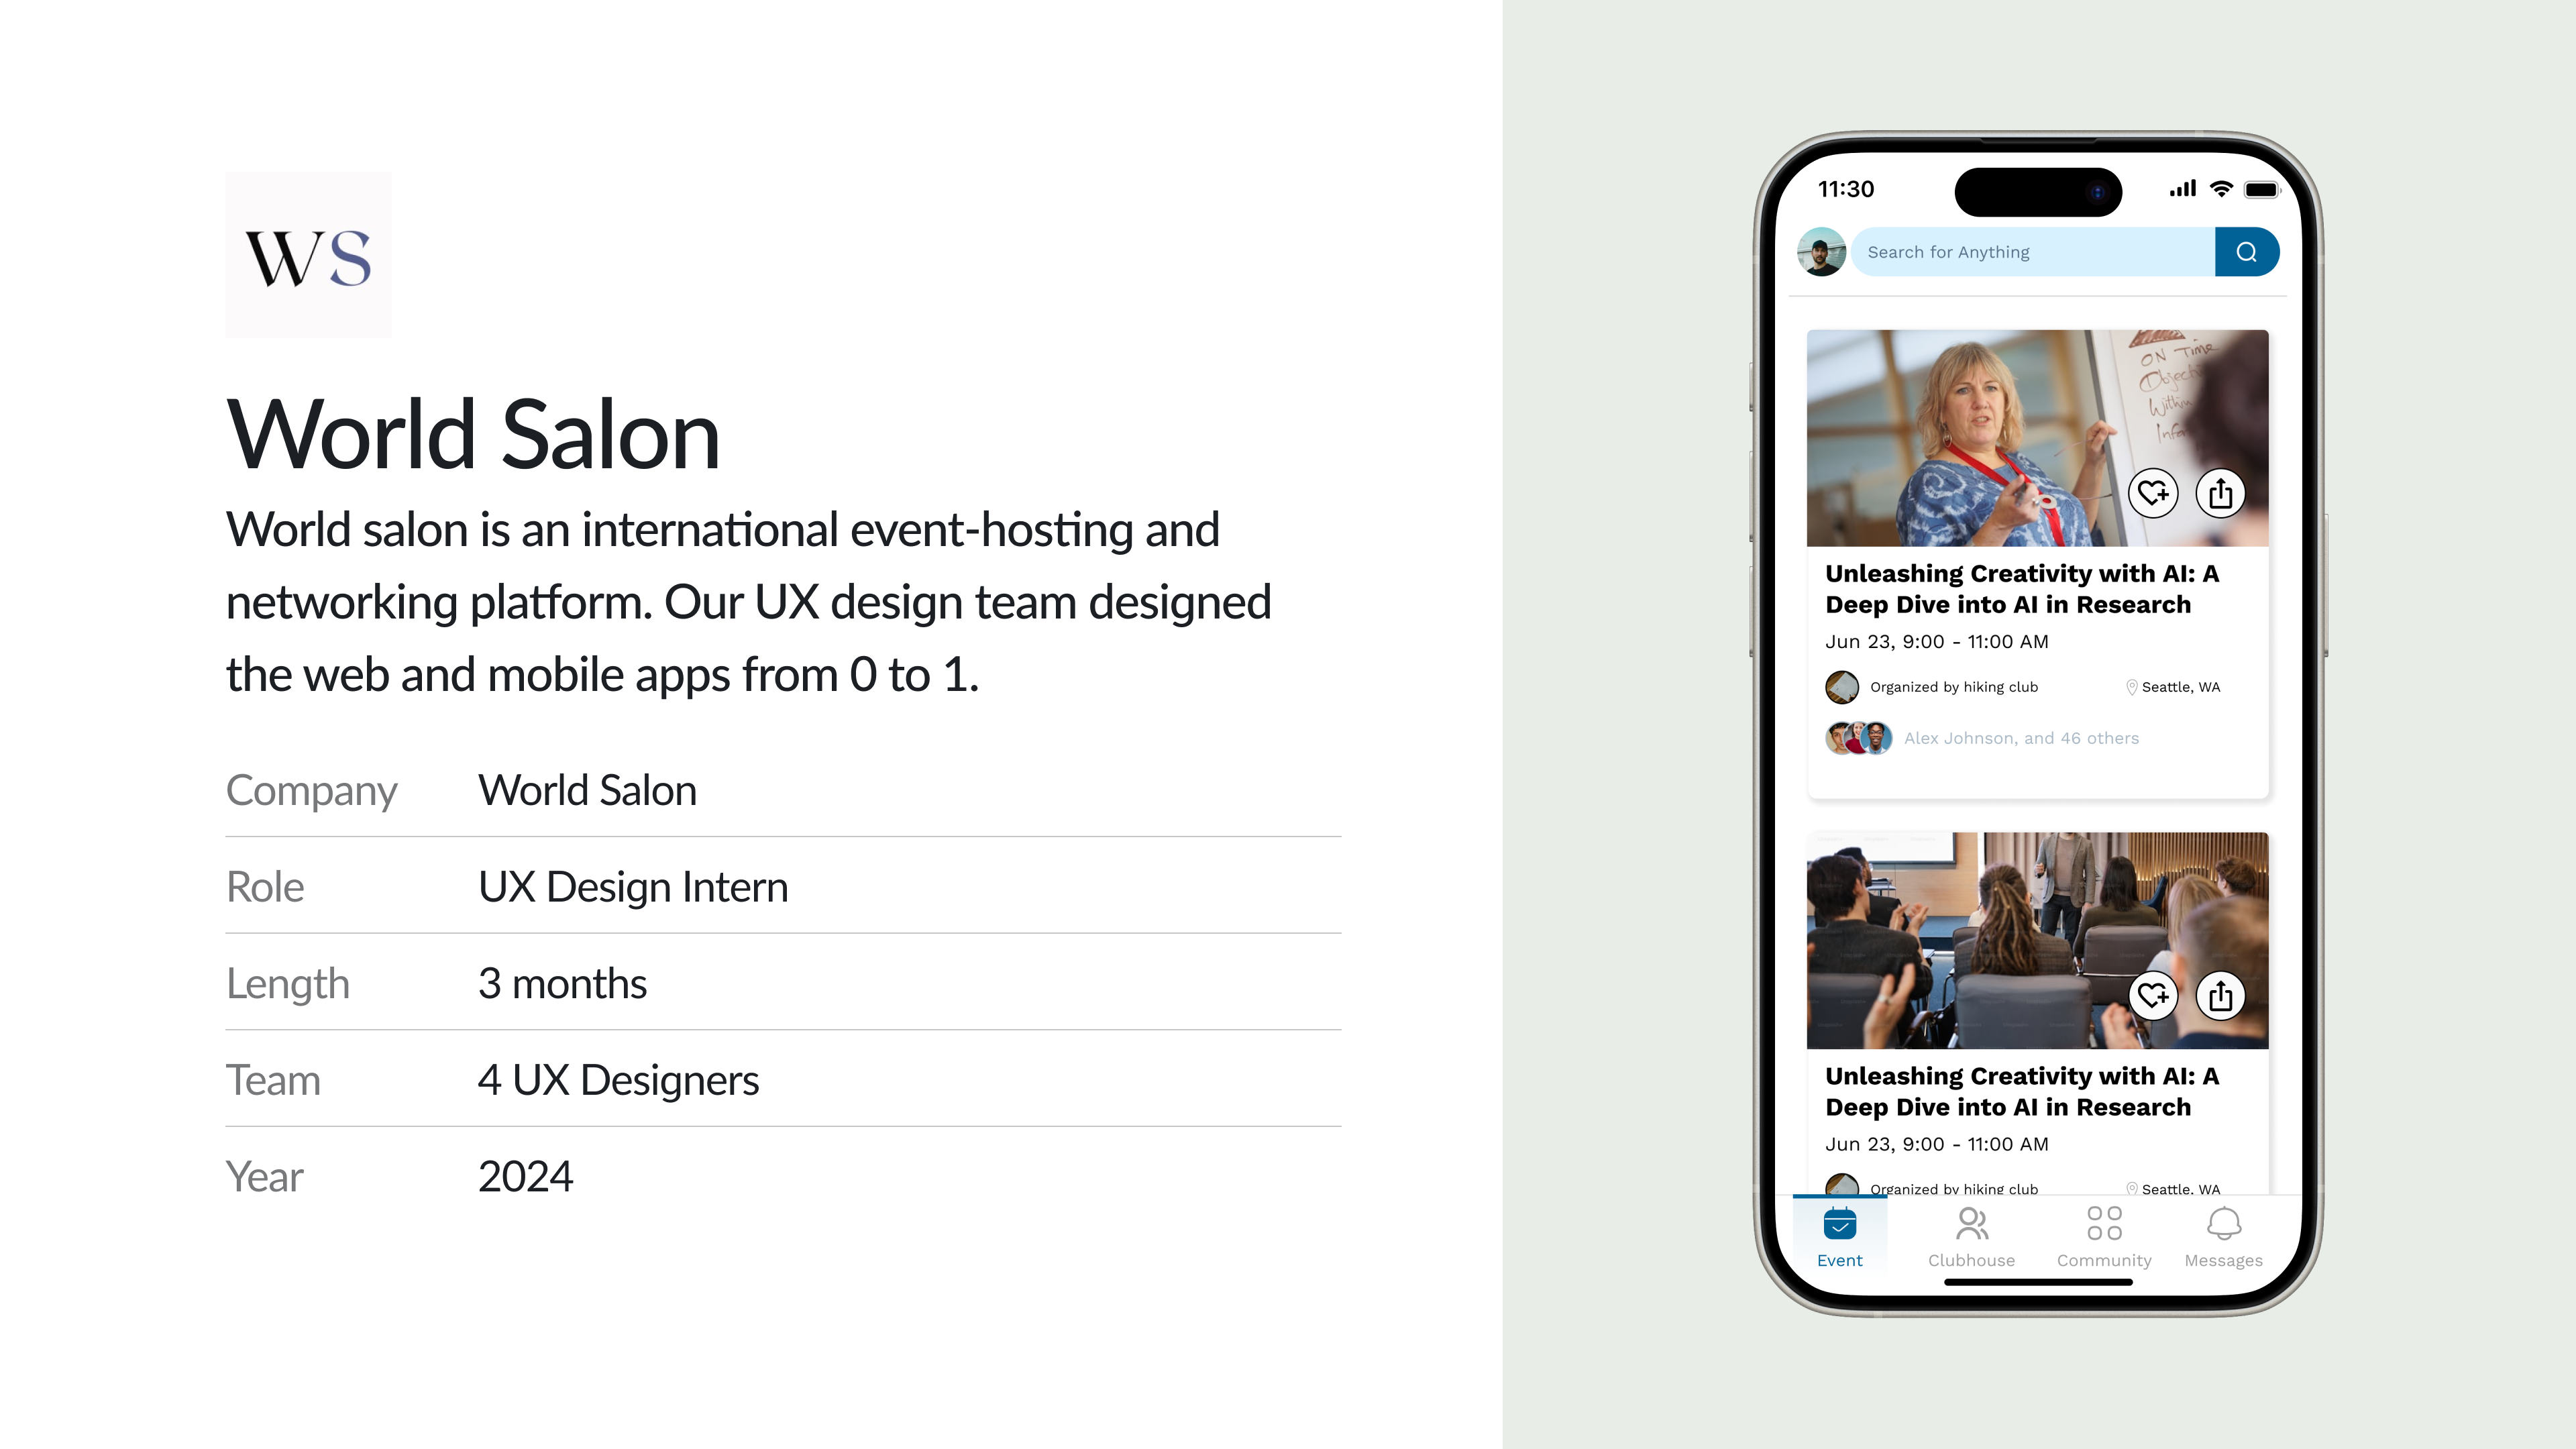 WS
World Salon
World salon is an international event-hosting and
networking platform. Our UX design team designed
the web and mobile apps from 0 to 1.
Company World Salon
Role UX Design Intern
Length 3 months
Team 4 UX Designers
Year 2024
11:30
Search for Anything
ON Time
Within
Unleashing Creativity with AI: A
Deep Dive into AI in Research
Jun 23, 9:00 - 11:00 AM
Organized by hiking club Seattle, WA
Alex Johnson, and 46 others
Unleashing Creativity with AI: A
Deep Dive into AI in Research
Jun 23, 9:00 - 11:00 AM
Organized by hiking club Seattle, WA
Event Clubhouse Community Messages